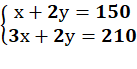 x + 2y = 150
3x + 2y = 210